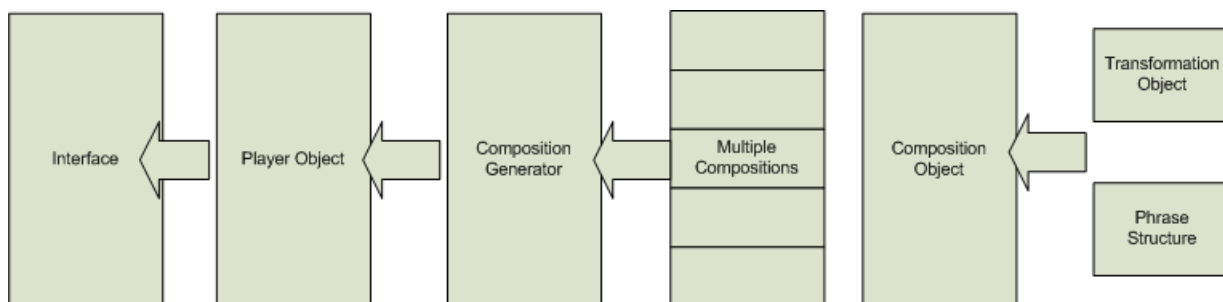 Interface
Player Object
Composition
Generator
Multiple
Compositions
Composition
Object
Transformation
Object
Phrase
Structure